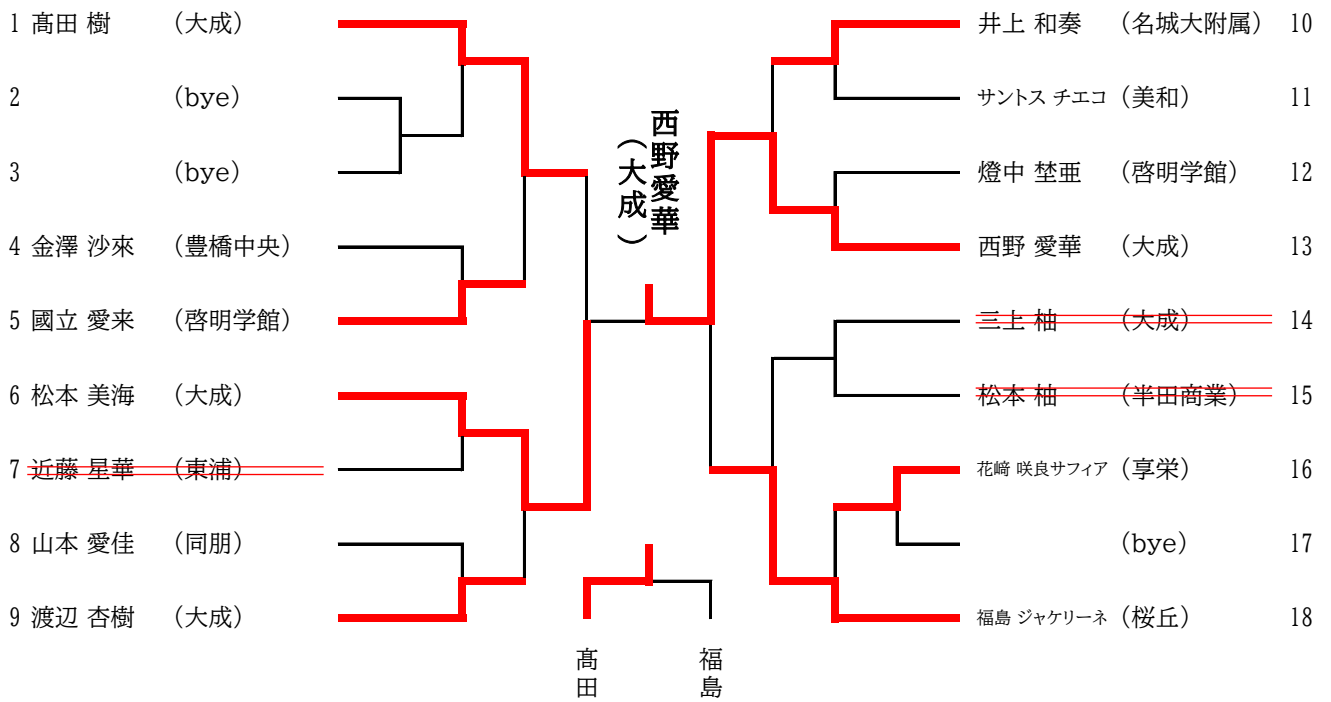 1 髙田 樹 （大成）
2 （bye）
3 （bye）
4 金澤 沙來 （豊橋中央）
5 國立 愛来 （啓明学館）
6 松本 美海 （大成）
7 近藤 星華 （東浦）
8 山本 愛佳 （同朋）
9 渡辺 杏樹 （大成）
西野愛華
（大成）
井上 和奏 （名城大附属） 10
サントス チエコ （美和） 11
燈中 埜亜 （啓明学館） 12
西野 愛華 （大成） 13
三上 柚 （大成） 14
松本 柚 （半田商業） 15
花﨑 咲良サフィア （享栄） 16
（bye） 17
福島 ジャケリーネ （桜丘） 18
髙田
福島